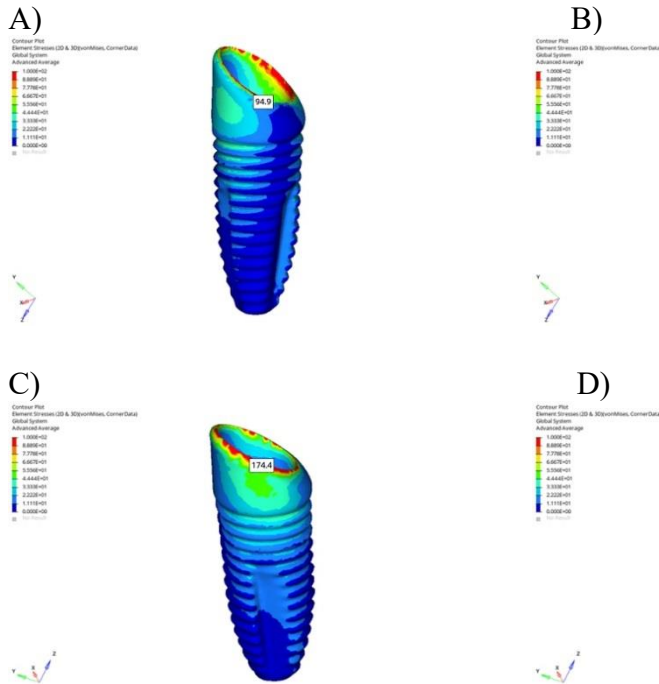 A)
Contour Plot
Element Stresses (2D & 3D)(vonMises, CornerData)
Global System
Advanced Average
1.000E+02
8.889E+01
7.778E+01
6.667E+01
5.556E+01
4.444E+01
3.333E+01
2.222E+01
1.111E+01
0.000E+00
No Result
94.9
Y
X
Z
B)
Contour Plot
Element Stresses (2D & 3D)(vonMises, CornerData)
Global System
Advanced Average
1.000E+02
8.889E+01
7.778E+01
6.667E+01
5.556E+01
4.444E+01
3.333E+01
2.222E+01
1.111E+01
0.000E+00
No Result
Y
X
Z
C)
Contour Plot
Element Stresses (2D & 3D)(vonMises, CornerData)
Global System
Advanced Average
1.000E+02
8.889E+01
7.778E+01
6.667E+01
5.556E+01
4.444E+01
3.333E+01
2.222E+01
1.111E+01
0.000E+00
No Result
174.4
Z
X
Y
D)
Contour Plot
Element Stresses (2D & 3D)(vonMises, CornerData)
Global System
Advanced Average
1.000E+02
8.889E+01
7.778E+01
6.667E+01
5.556E+01
4.444E+01
3.333E+01
2.222E+01
1.111E+01
0.000E+00
No Result
Z
X
Y